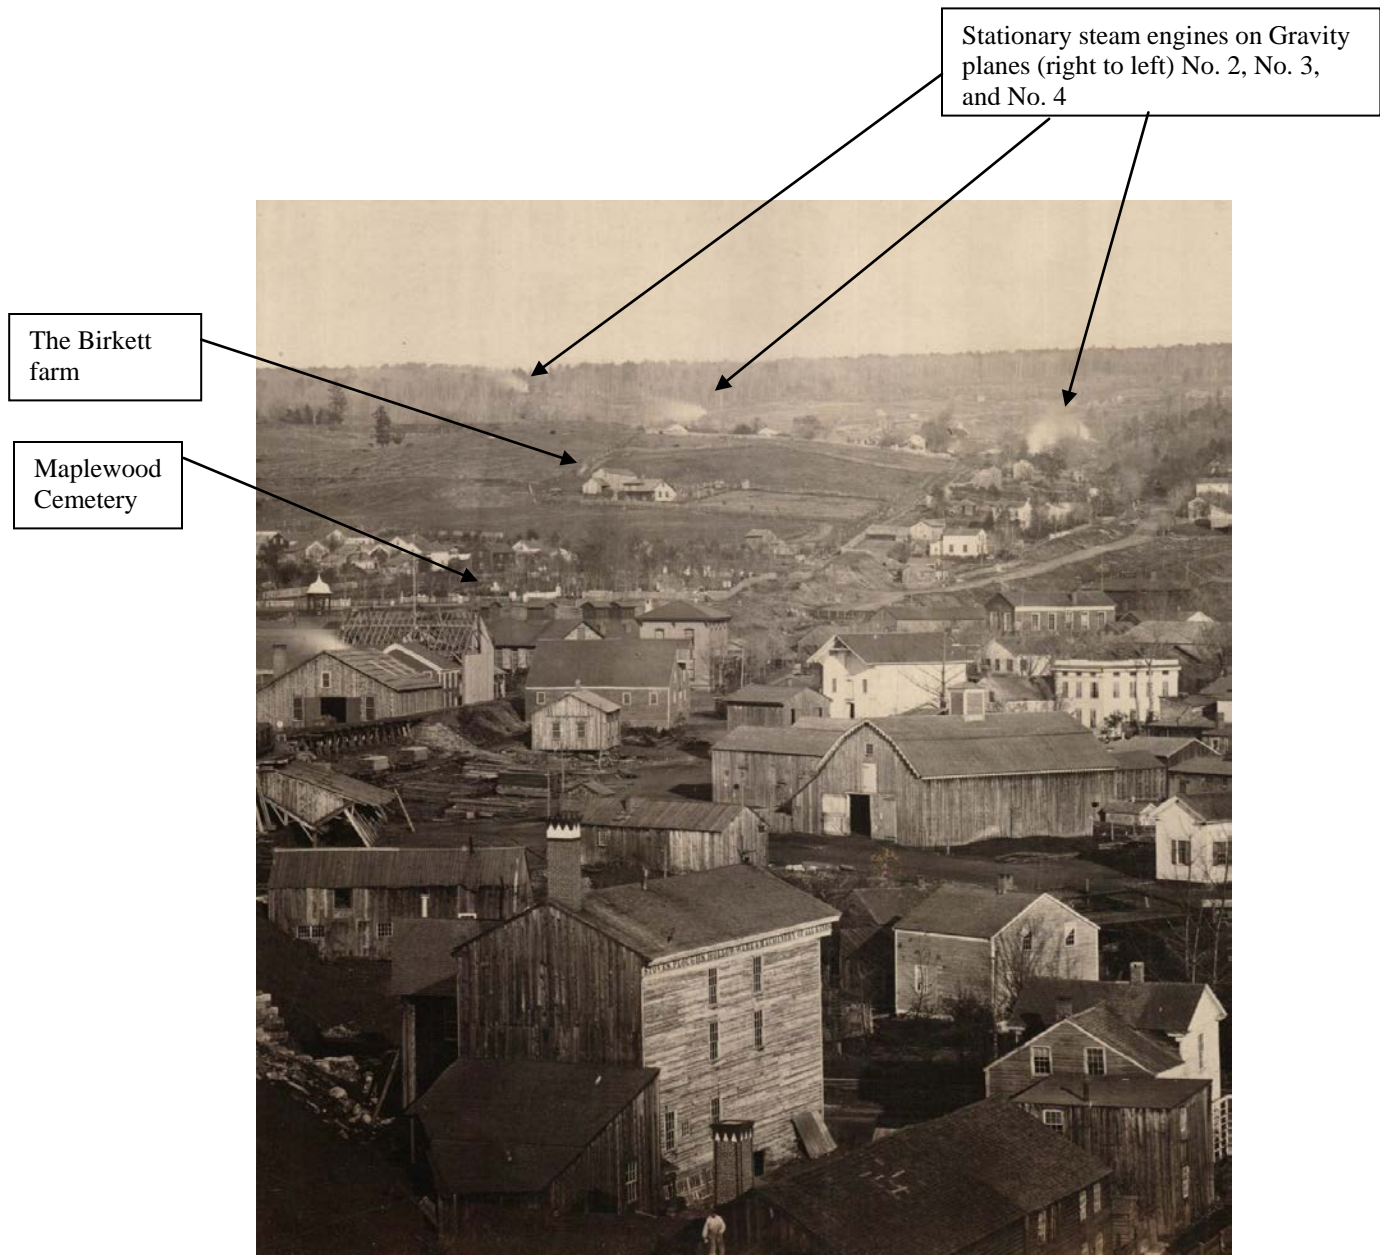 Stationary steam engines on Gravity
planes (right to left) No. 2, No. 3,
and No. 4
The Birkett
farm
Maplewood
Cemetery